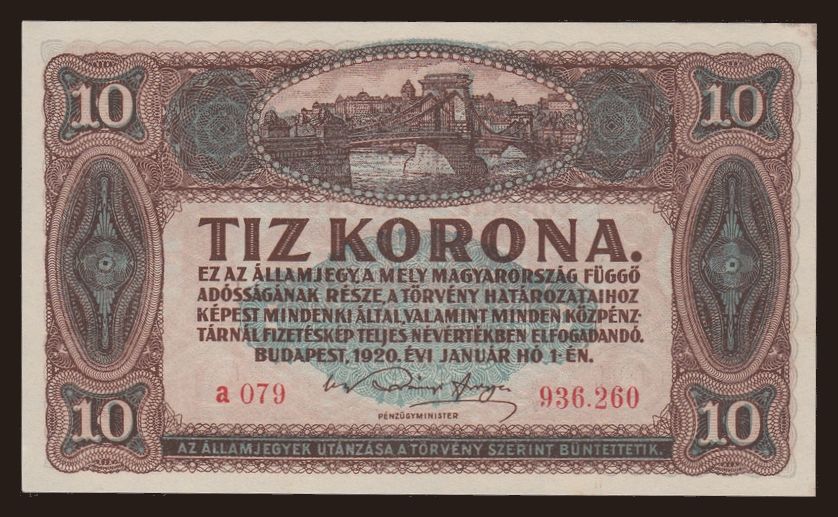 10 10
TIZ KORONA.
EZ AZ ÁLLAMJEGY, A MELY MAGYARORSZÁG FÜGGŐ
ADÓSSÁGÁNAK RÉSZE, A TÖRVÉNY HATÁROZATAIHOZ
KÉPEST MINDENKI ÁLTAL, VALAMINT MINDEN KÖZPÉNZ-
TÁRNÁL FIZETÉSKÉP TELJES NÉVÉRTÉKBEN ELFOGADANDÓ.
BUDAPEST, 1920. ÉVI JANUÁR HÓ 1-ÉN.
a 079 936.260
PÉNZÜGYMINISTER
10 10
AZ ÁLLAMJEGYEK UTÁNZÁSA A TÖRVÉNY SZERINT BÜNTETTETIK.